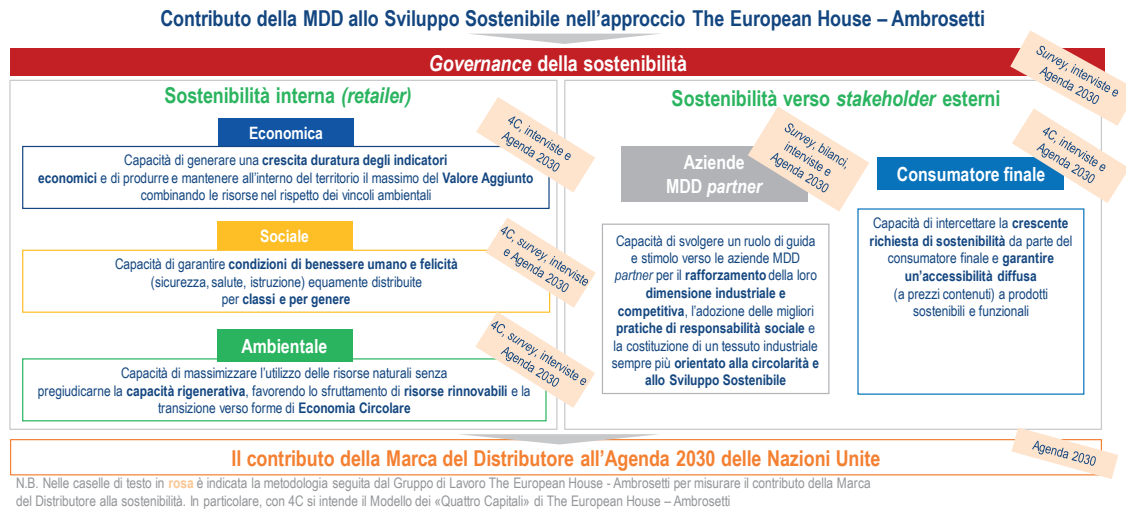 Contributo della MDD allo Sviluppo Sostenibile nell'approccio The European House – Ambrosetti
Governance della sostenibilità
Survey, interviste e
Agenda 2030
Sostenibilità interna (retailer)
Economica
4C, interviste e
Agenda 2030
Capacità di generare una crescita duratura degli indicatori
economici e di produrre e mantenere all'interno del territorio il massimo del Valore Aggiunto
combinando le risorse nel rispetto dei vincoli ambientali
Sociale
4C, survey, interviste
e Agenda 2030
Capacità di garantire condizioni di benessere umano e felicità
(sicurezza, salute, istruzione) equamente distribuite
per classi e per genere
Ambientale
4C, survey, interviste e
Agenda 2030
Capacità di massimizzare l'utilizzo delle risorse naturali senza
pregiudicarne la capacità rigenerativa, favorendo lo sfruttamento di risorse rinnovabili e la
transizione verso forme di Economia Circolare
Sostenibilità verso stakeholder esterni
Aziende
MDD partner
Survey, bilanci,
interviste e
Agenda 2030
Capacità di svolgere un ruolo di guida
e stimolo verso le aziende MDD
partner per il rafforzamento della loro
dimensione industriale e
competitiva, l'adozione delle migliori
pratiche di responsabilità sociale e
la costituzione di un tessuto industriale
sempre più orientato alla circolarità e
allo Sviluppo Sostenibile
Consumatore finale
4C, interviste e
Agenda 2030
Capacità di intercettare la crescente
richiesta di sostenibilità da parte del
consumatore finale e garantire
un'accessibilità diffusa
(a prezzi contenuti) a prodotti
sostenibili e funzionali
Il contributo della Marca del Distributore all'Agenda 2030 delle Nazioni Unite
Agenda 2030
N.B. Nelle caselle di testo in rosa è indicata la metodologia seguita dal Gruppo di Lavoro The European House - Ambrosetti per misurare il contributo della Marca
del Distributore alla sostenibilità. In particolare, con 4C si intende il Modello dei «Quattro Capitali» di The European House – Ambrosetti